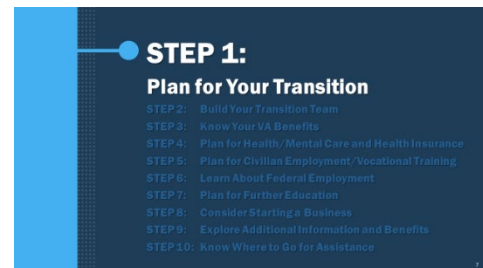 STEP 1:
Plan for Your Transition
STEP 2: Build Your Transition Team
STEP 3: Know Your VA Benefits
STEP 4: Plan for Health/Mental Care and Health Insurance
STEP 5: Plan for Civilian Employment/Vocational Training
STEP 6: Learn About Federal Employment
STEP 7: Plan for Further Education
STEP 8: Consider Starting a Business
STEP 9: Explore Additional Information and Benefits
STEP 10: Know Where to Go for Assistance
7